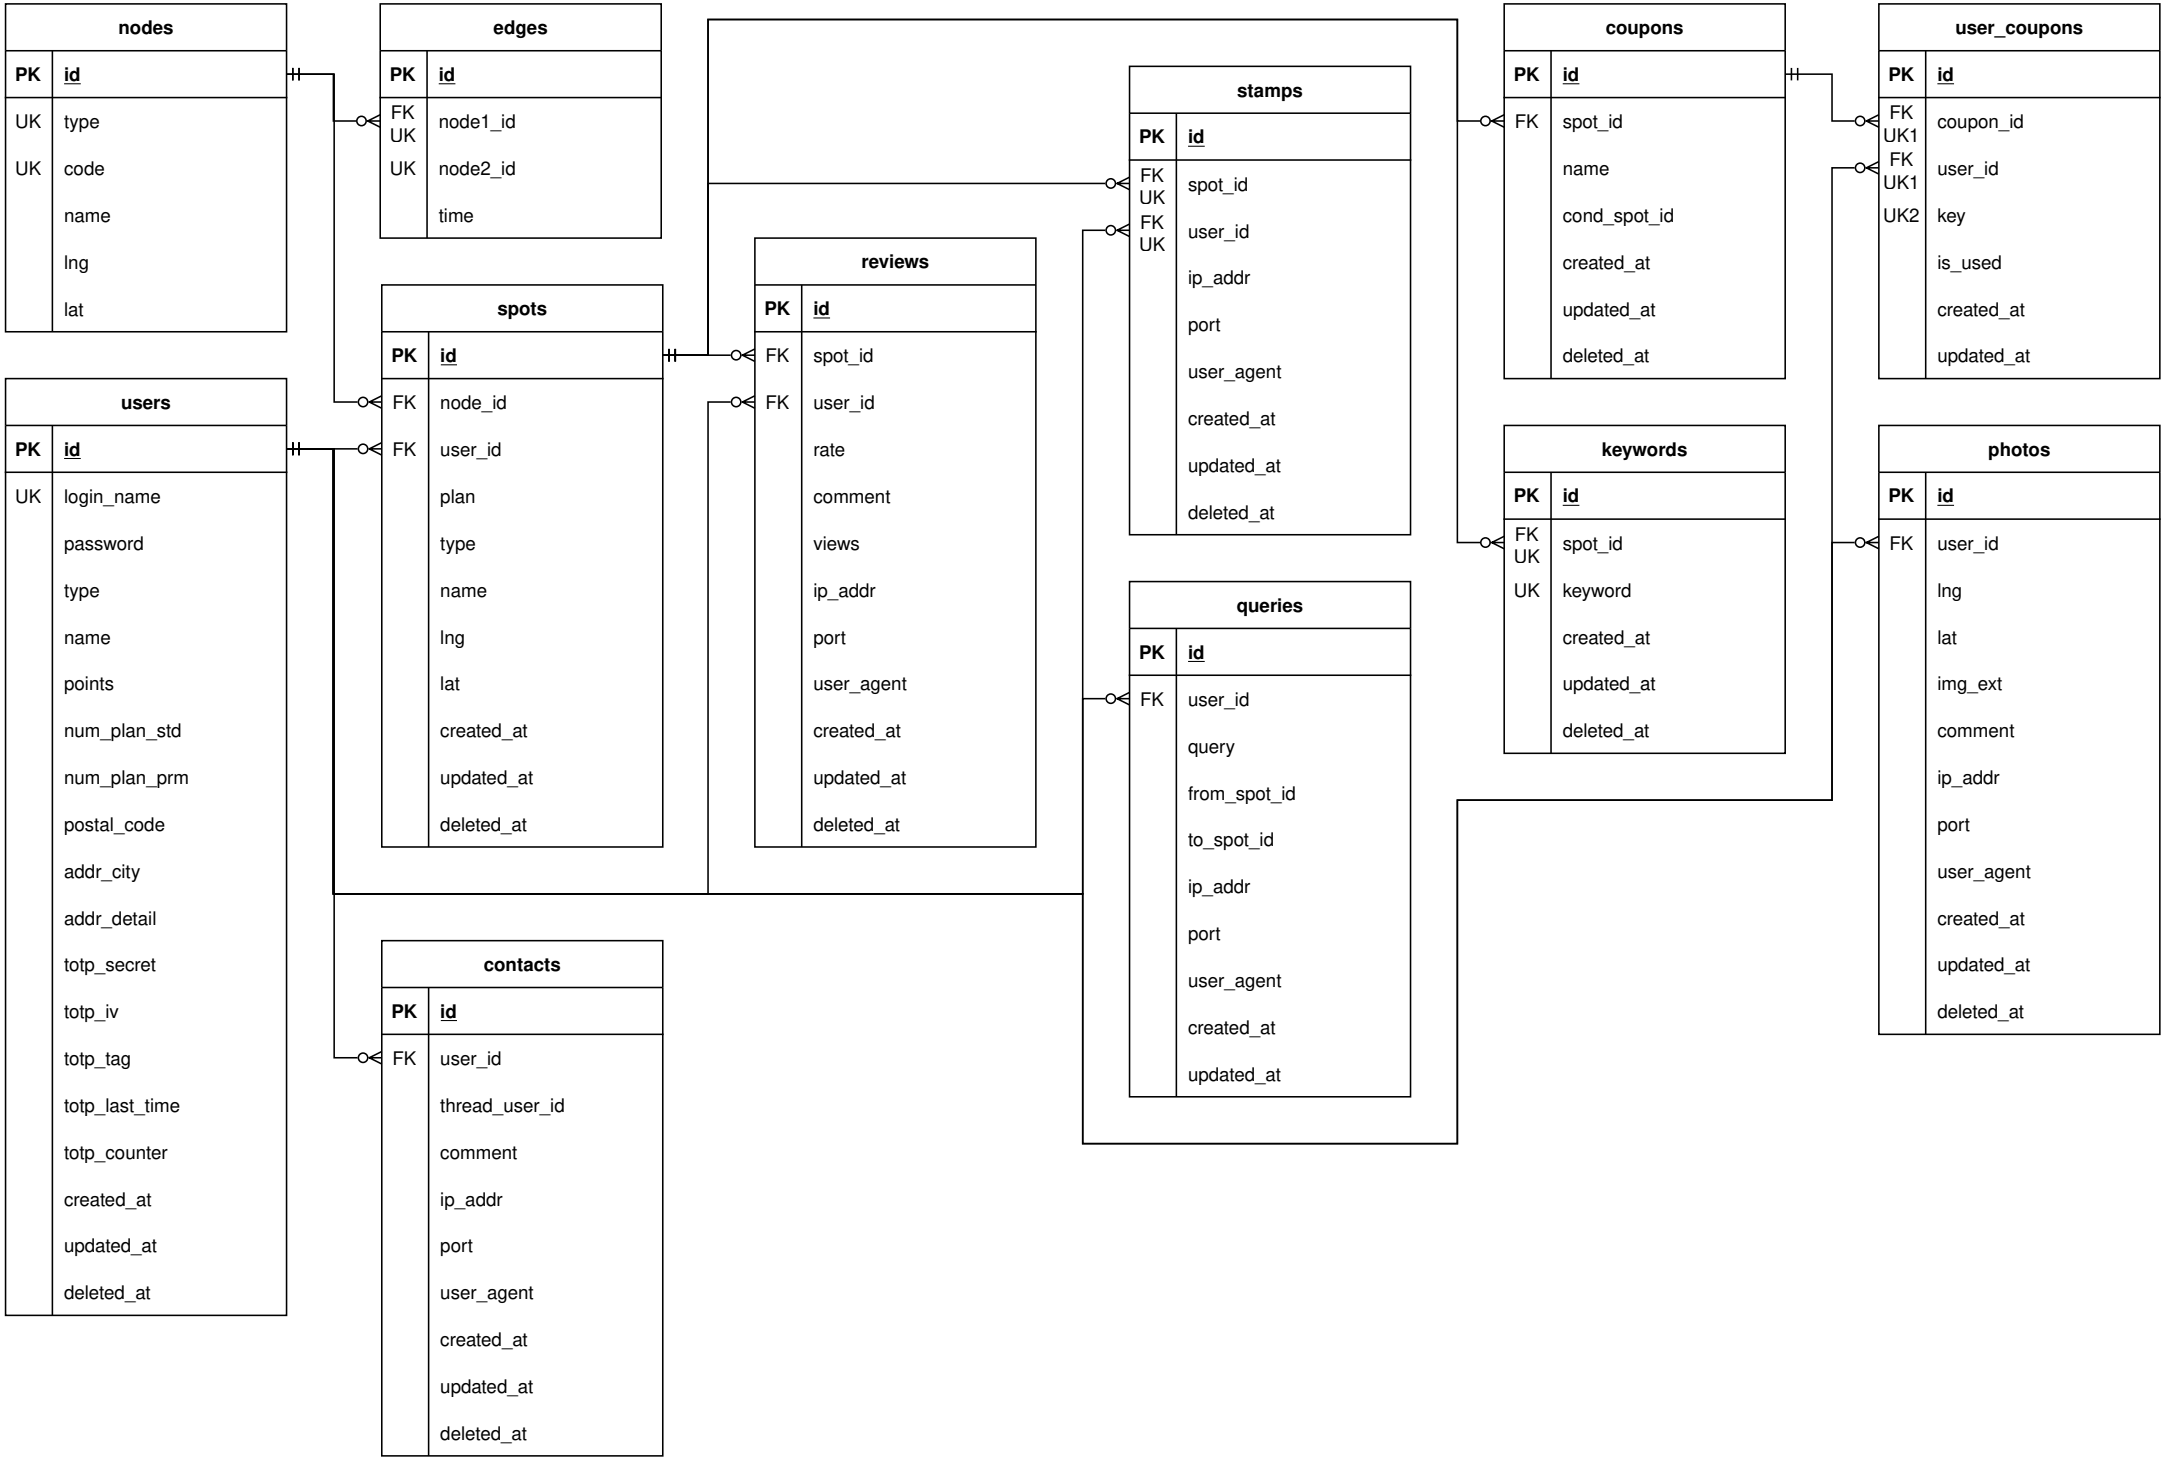 nodes
PK id
UK type
UK code
name
lng
lat
edges
PK id
FK
UK node1_id
UK node2_id
time
users
PK id
UK login_name
password
type
name
points
num_plan_std
num_plan_prm
postal_code
addr_city
addr_detail
totp_secret
totp_iv
totp_tag
totp_last_time
totp_counter
created_at
updated_at
deleted_at
spots
PK id
FK node_id
FK user_id
plan
type
name
lng
lat
created_at
updated_at
deleted_at
contacts
PK id
FK user_id
thread_user_id
comment
ip_addr
port
user_agent
created_at
updated_at
deleted_at
reviews
PK id
FK spot_id
FK user_id
rate
comment
views
ip_addr
port
user_agent
created_at
updated_at
deleted_at
stamps
PK id
FK
UK spot_id
FK
UK user_id
ip_addr
port
user_agent
created_at
updated_at
deleted_at
queries
PK id
FK user_id
query
from_spot_id
to_spot_id
ip_addr
port
user_agent
created_at
updated_at
coupons
PK id
FK spot_id
name
cond_spot_id
created_at
updated_at
deleted_at
keywords
PK id
FK
UK spot_id
UK keyword
created_at
updated_at
deleted_at
user_coupons
PK id
FK
UK1 coupon_id
FK
UK1 user_id
UK2 key
is_used
created_at
updated_at
photos
PK id
FK user_id
lng
lat
img_ext
comment
ip_addr
port
user_agent
created_at
updated_at
deleted_at